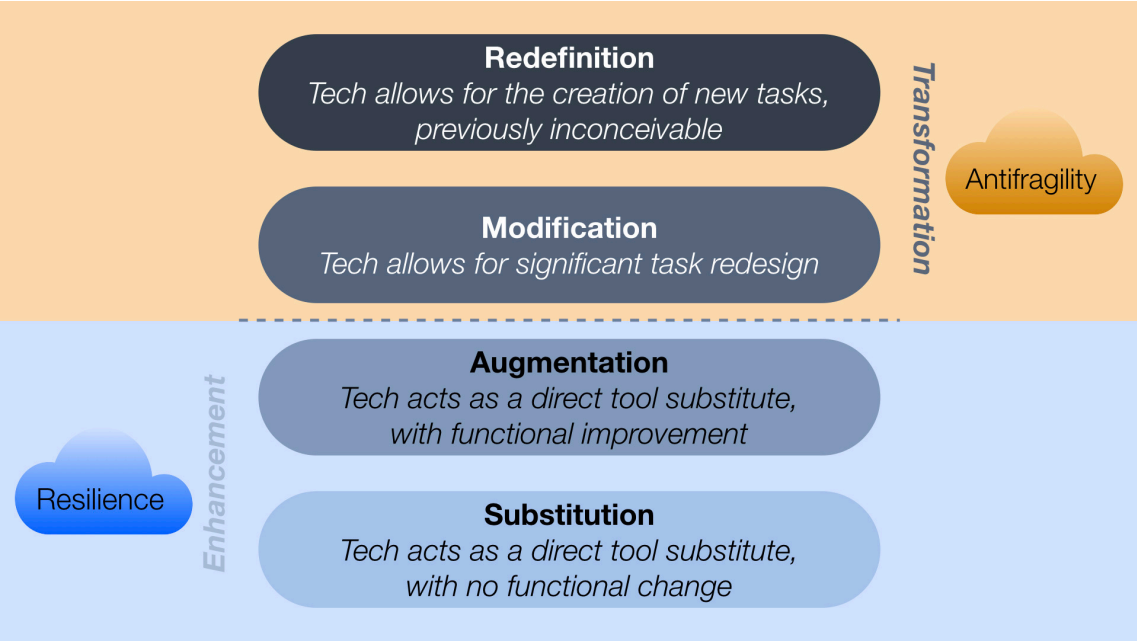 Redefinition
Tech allows for the creation of new tasks,
previously inconceivable
Transformation
Antifragility
Modification
Tech allows for significant task redesign
Augmentation
Tech acts as a direct tool substitute,
with functional improvement
Enhancement
Resilience
Substitution
Tech acts as a direct tool substitute,
with no functional change